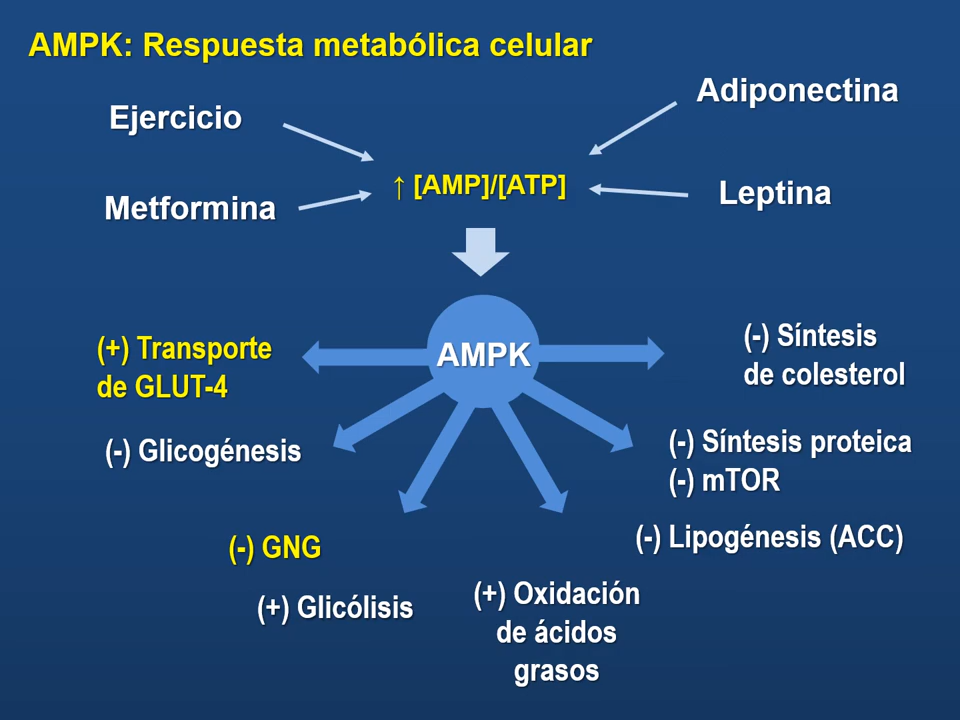 AMPK: Respuesta metabólica celular
Ejercicio
Adiponectina
Metformina
↑ [AMP]/[ATP]
Leptina
AMPK
(+) Transporte
de GLUT-4
(-) Glicogénesis
(-) GNG
(+) Glicólisis
(+) Oxidación
de ácidos
grasos
(-) Síntesis
de colesterol
(-) Síntesis proteica
(-) mTOR
(-) Lipogénesis (ACC)